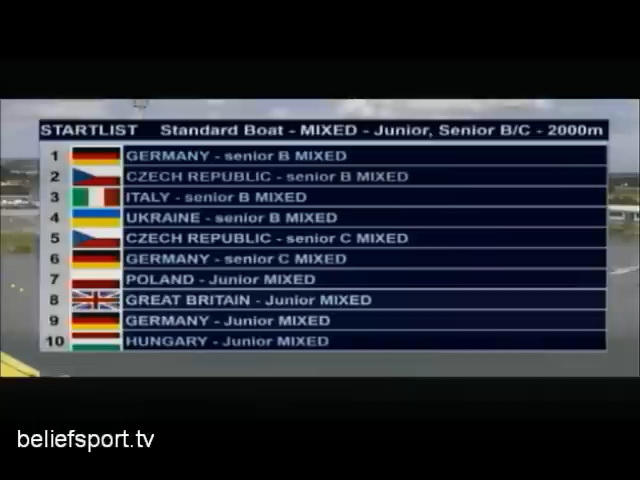 STARTLIST Standard Boat - MIXED - Junior, Senior B/C - 2000m
1 GERMANY - senior B MIXED
2 CZECH REPUBLIC - senior B MIXED
3 ITALY - senior B MIXED
4 UKRAINE - senior B MIXED
5 CZECH REPUBLIC - senior C MIXED
6 GERMANY - senior C MIXED
7 POLAND - Junior MIXED
8 GREAT BRITAIN - Junior MIXED
9 GERMANY - Junior MIXED
10 HUNGARY - Junior MIXED
beliefsport.tv